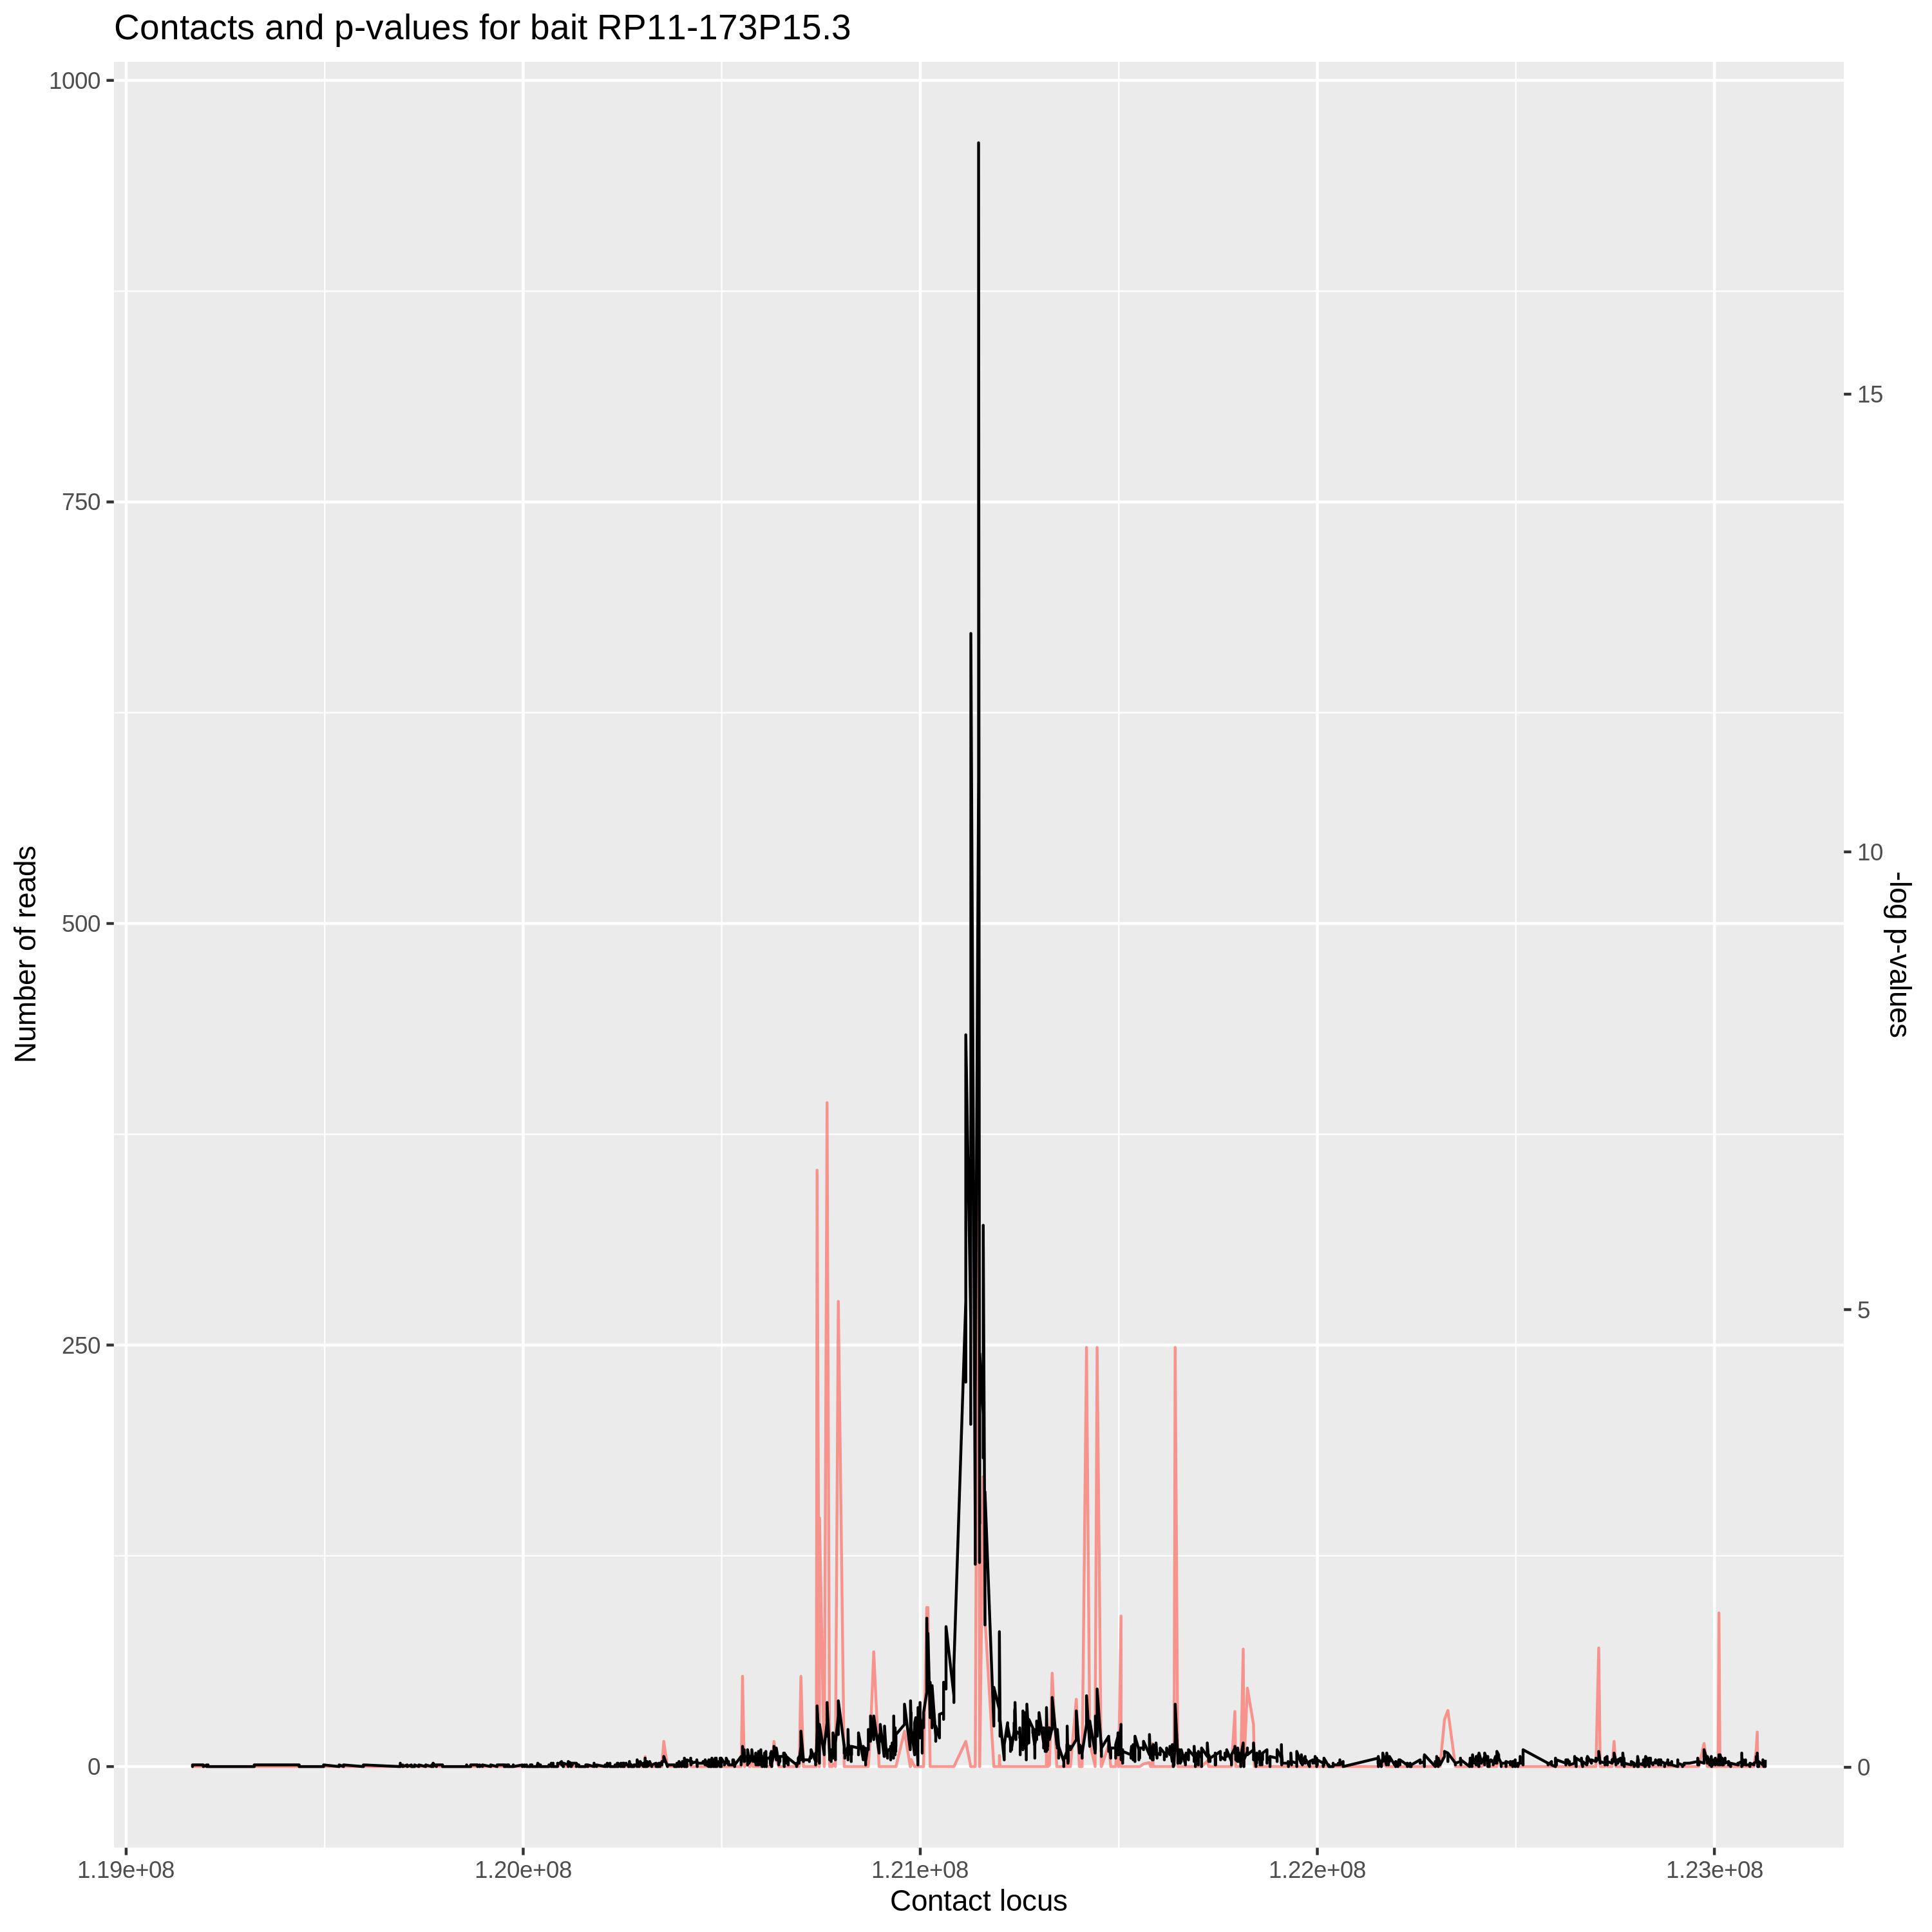 Contacts and p-values for bait RP11-173P15.3
1000
750
500
250
0
15
10
5
0
Number of reads
-log p-values
1.19e+08
1.20e+08
1.21e+08
1.22e+08
1.23e+08
Contact locus